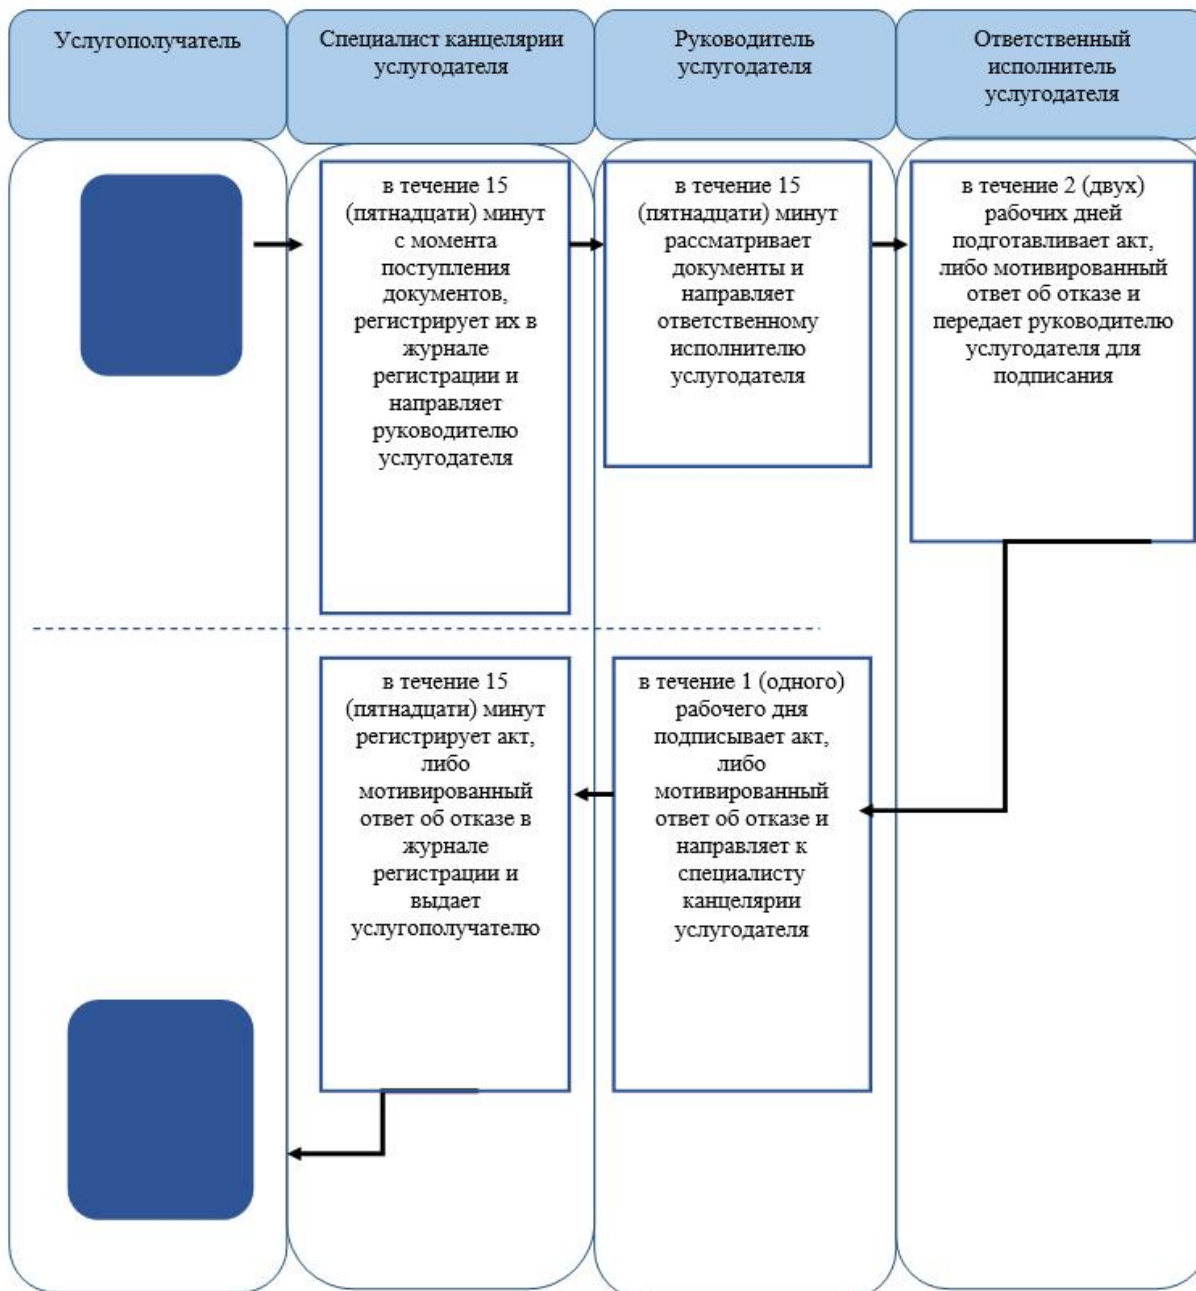 Услугополучатель
Специалист канцелярии
услугодателя
Руководитель
услугодателя
Ответственный
исполнитель
услугодателя
в течение 15
(пятнадцати) минут
с момента
поступления
документов,
регистрирует их в
журнале
регистрации и
направляет
руководителю
услугодателя
в течение 15
(пятнадцати) минут
рассматривает
документы и
направляет
ответственному
исполнителю
услугодателя
в течение 2 (двух)
рабочих дней
подготавливает акт,
либо мотивированный
ответ об отказе и
передает руководителю
услугодателя для
подписания
в течение 15
(пятнадцати) минут
регистрирует акт,
либо
мотивированный
ответ об отказе в
журнале
регистрации и
выдает
услугополучателю
в течение 1 (одного)
рабочего дня
подписывает акт,
либо
мотивированный
ответ об отказе и
направляет к
специалисту
канцелярии
услугодателя